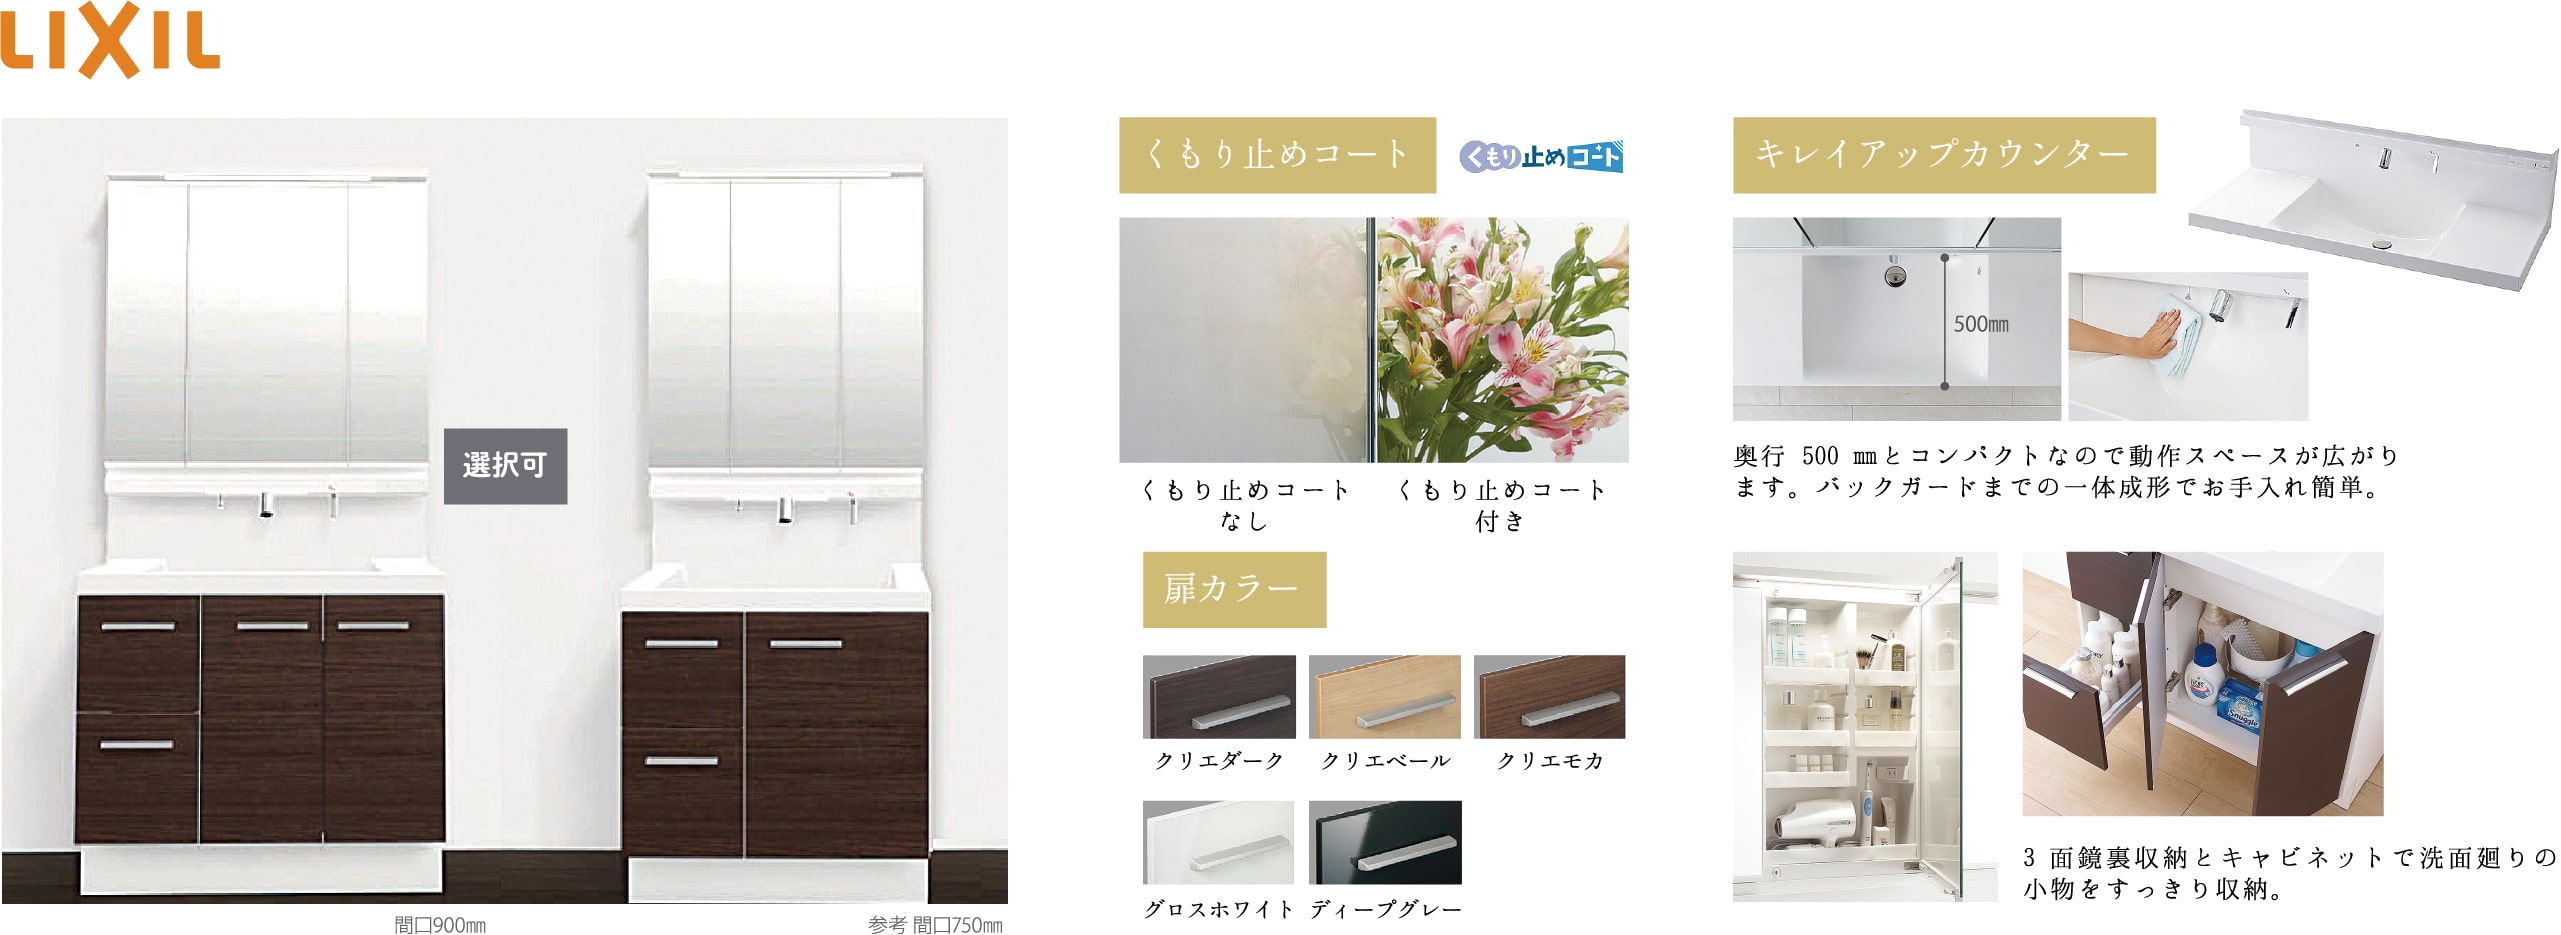 LIXIL
選択可
間口900㎜
参考 間口750㎜
くもり止めコート
くもり止めコート
くもり止めコート
なし
くもり止めコート
付き
扉カラー
クリエダーク
クリエベール
クリエモカ
グロスホワイト
ディープグレー
キレイアップカウンター
500㎜
奥行 500 ㎜とコンパクトなので動作スペースが広がり
ます。バックガードまでの一体成形でお手入れ簡単。
Snuggle
3 面鏡裏収納とキャビネットで洗面廻りの
小物をすっきり収納。